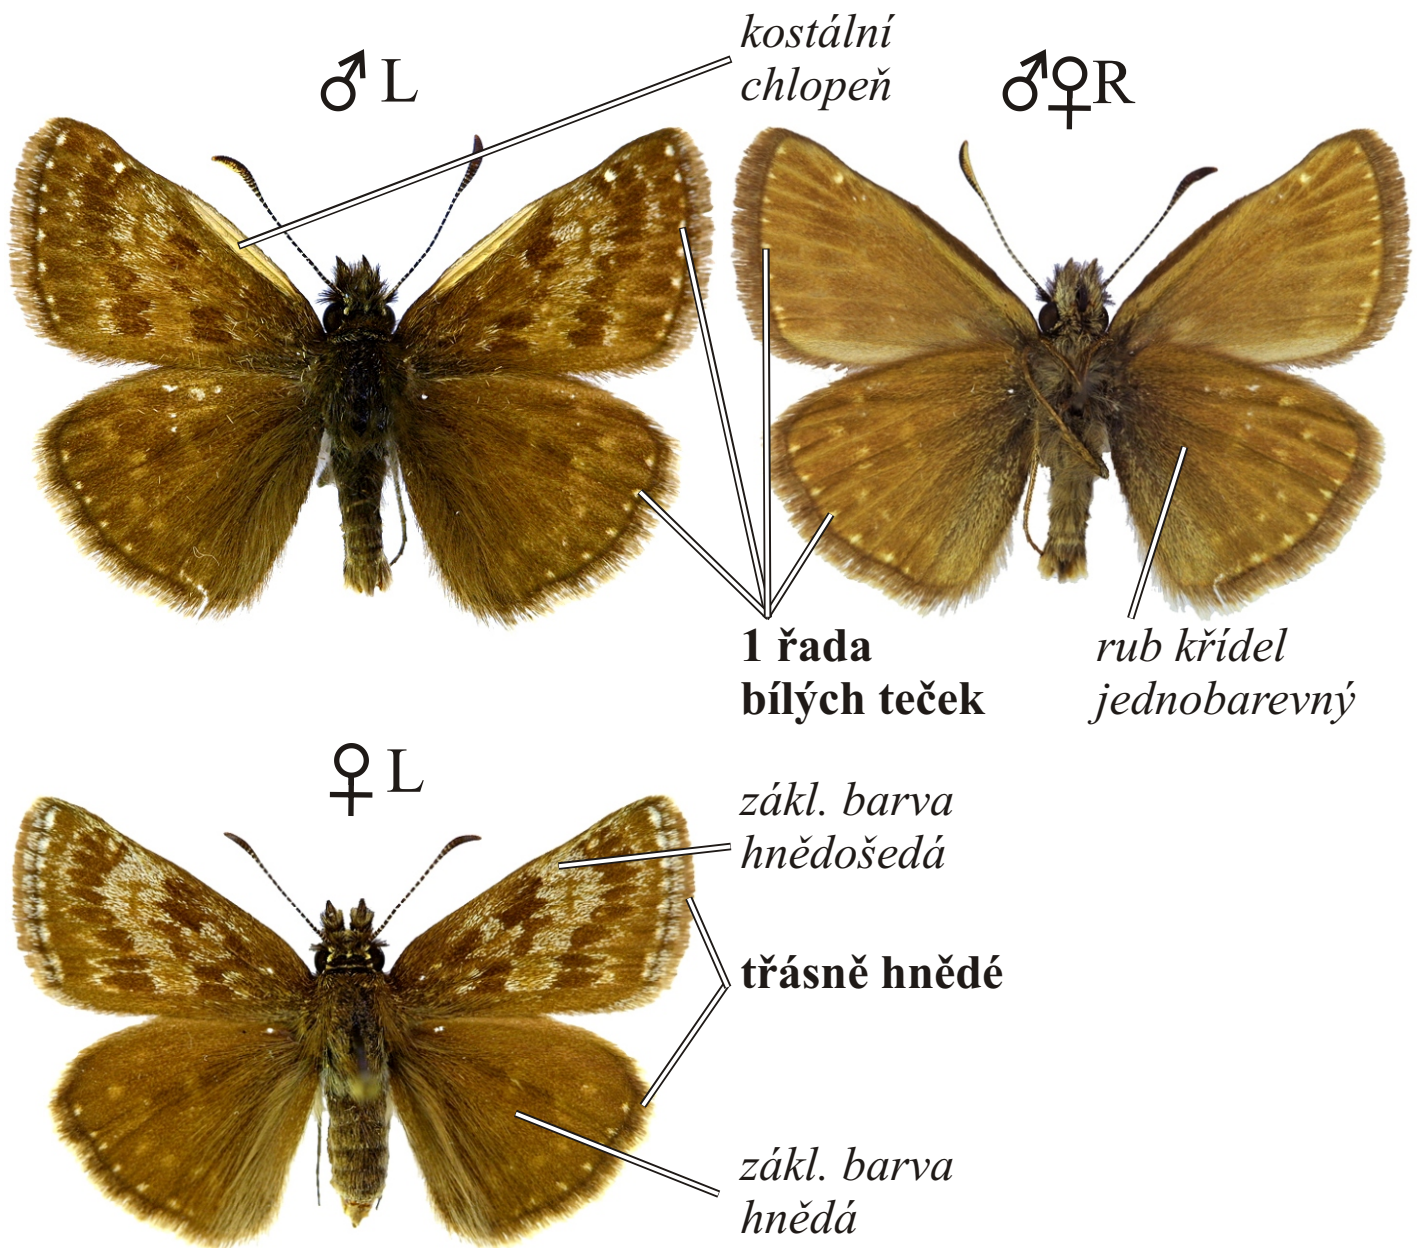 ♂ L
kostální
chlopeň
♂♀R
1 řada
bílých teček
rub křídel
jednobarevný
♀ L
zákl. barva
hnědošedá
třásně hnědé
zákl. barva
hnědá